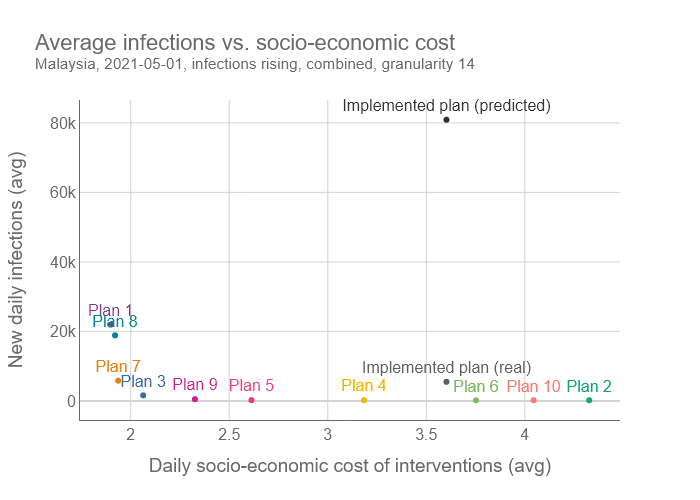 Average infections vs. socio-economic cost
Malaysia, 2021-05-01, infections rising, combined, granularity 14
Implemented plan (predicted)
80k
60k
40k
20k
0
New daily infections (avg)
Plan 1
Plan 8
Plan 7
Plan 3
Plan 9
Plan 5
Plan 4
Implemented plan (real)
Plan 6
Plan 10
Plan 2
2
2.5
3
3.5
4
Daily socio-economic cost of interventions (avg)